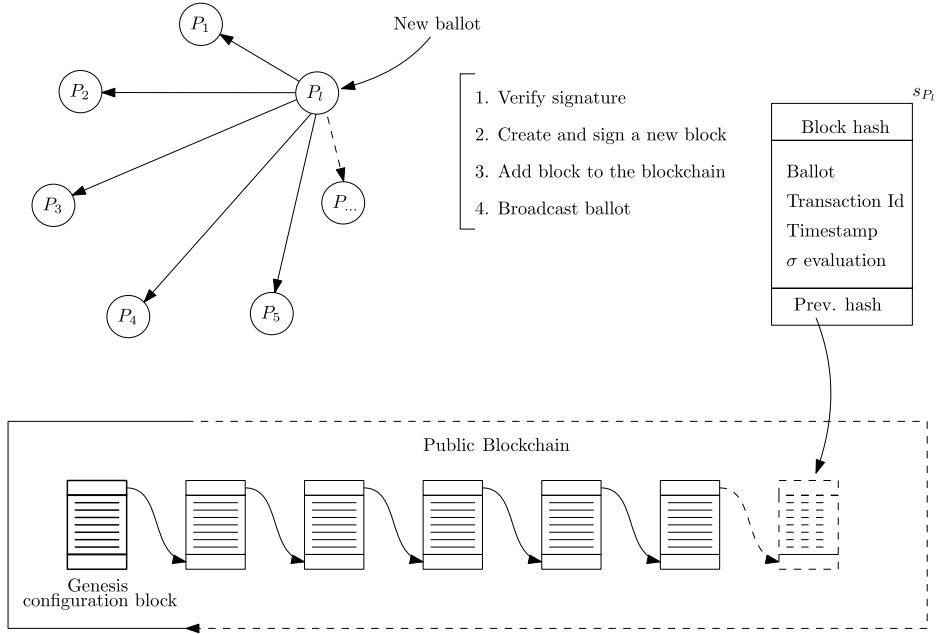 P1
New ballot
P2
Pl
P3
P...
P4
P5
1. Verify signature
2. Create and sign a new block
3. Add block to the blockchain
4. Broadcast ballot
sPl
Block hash
Ballot
Transaction Id
Timestamp
σ evaluation
Prev. hash
Public Blockchain
Genesis
configuration block